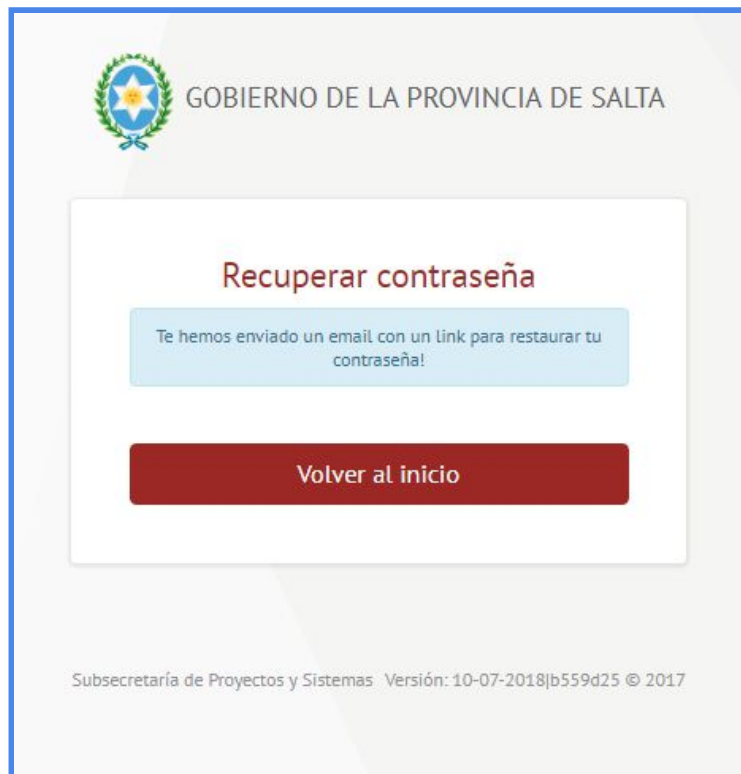 GOBIERNO DE LA PROVINCIA DE SALTA
Recuperar contraseña
Te hemos enviado un email con un link para restaurar tu
contraseña!
Volver al inicio
Subsecretaría de Proyectos y Sistemas Versión: 10-07-2018|b559d25 © 2017